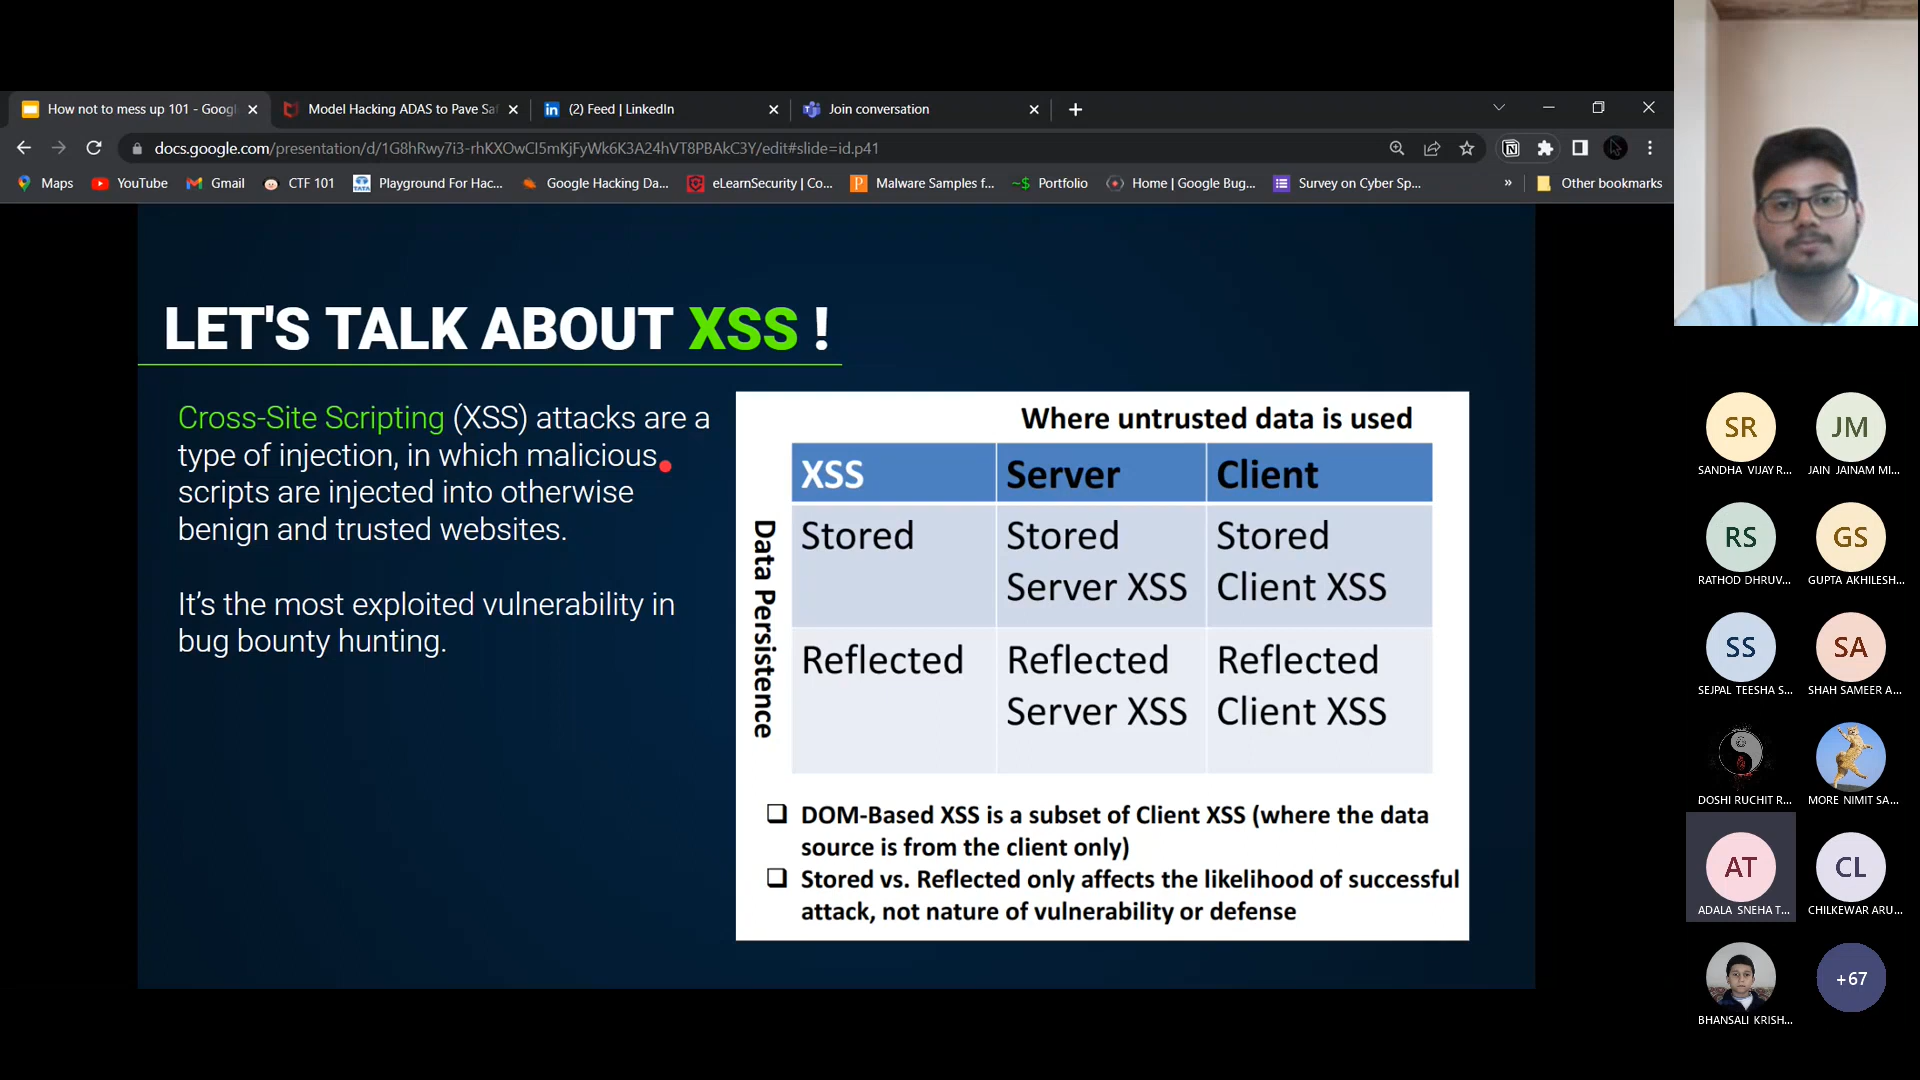 How not to mess up 101 - Goog
Model Hacking ADAS to Pave Sa
(2) Feed | LinkedIn
Join conversation
docs.google.com/presentation/d/1G8hRwy7i3-rhKXOwCI5mKjFyWk6K3A24hVT8PBAkC3Y/edit#slide=id.p41
Maps YouTube Gmail CTF 101 Playground For Hac... Google Hacking Da... eLearnSecurity | Co... Malware Samples f... ~$ Portfolio Home | Google Bug... Survey on Cyber Sp... » Other bookmarks
LET'S TALK ABOUT XSS !
Cross-Site Scripting (XSS) attacks are a
type of injection, in which malicious
scripts are injected into otherwise
benign and trusted websites.
It's the most exploited vulnerability in
bug bounty hunting.
Where untrusted data is used
Data Persistence
XSS Server Client
Stored Stored Server XSS Stored Client XSS
Reflected Reflected Server XSS Reflected Client XSS
DOM-Based XSS is a subset of Client XSS (where the data
source is from the client only)
Stored vs. Reflected only affects the likelihood of successful
attack, not nature of vulnerability or defense
SR JM
SANDHA VIJAY R... JAIN JAINAM MI...
RS GS
RATHOD DHRUV... GUPTA AKHILESH...
SS SA
SEJPAL TEESHA S... SHAH SAMEER A...
DOSHI RUCHIT R... MORE NIMIT SA...
AT CL
ADALA SNEHA T... CHILKEWAR ARU...
+67
BHANSALI KRISH...